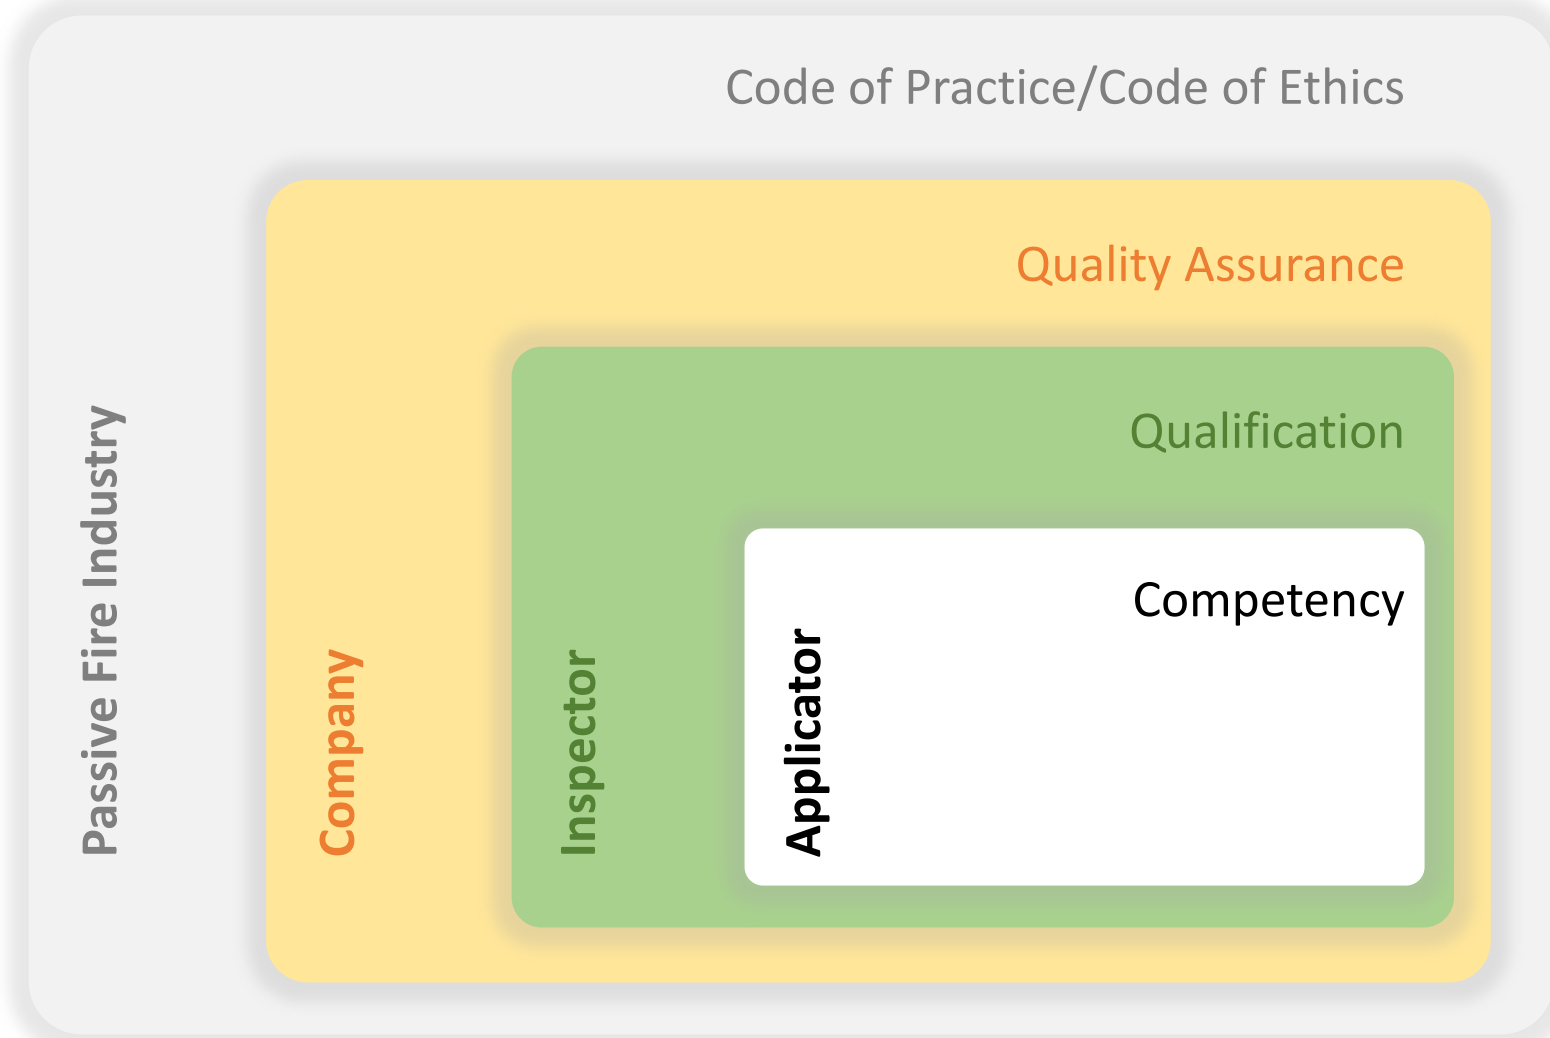 Code of Practice/Code of Ethics
Passive Fire Industry
Quality Assurance
Company
Qualification
Inspector
Competency
Applicator